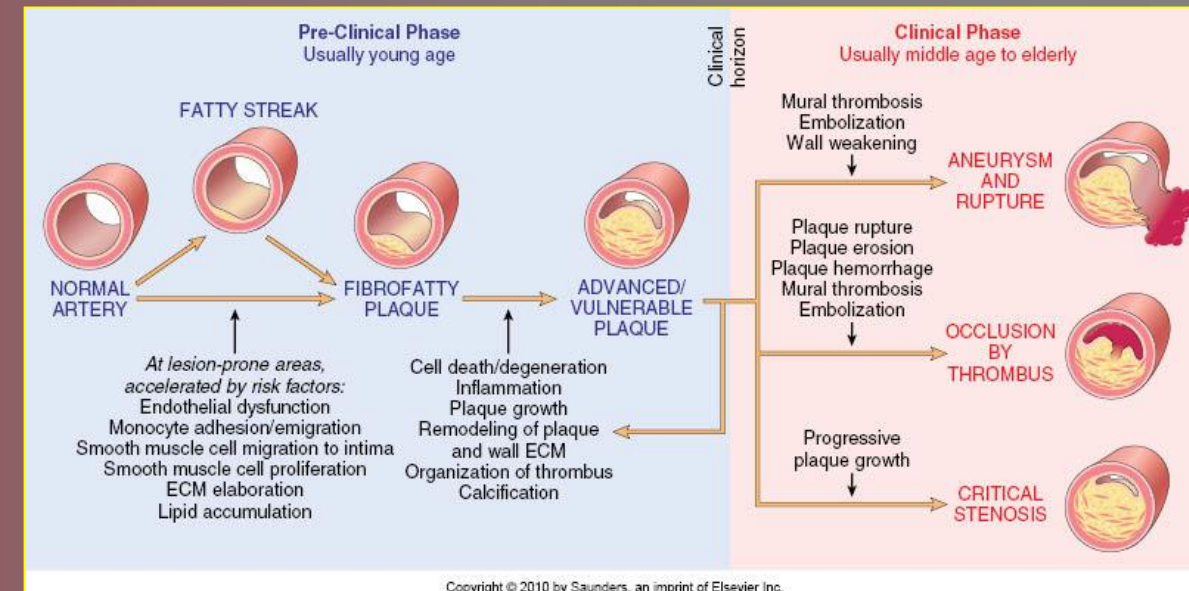 Pre-Clinical Phase
Usually young age
Clinical
horizon
Clinical Phase
Usually middle age to elderly
FATTY STREAK
NORMAL
ARTERY
FIBROFATTY
PLAQUE
ADVANCED/
VULNERABLE
PLAQUE
At lesion-prone areas,
accelerated by risk factors:
Endothelial dysfunction
Monocyte adhesion/emigration
Smooth muscle cell migration to intima
Smooth muscle cell proliferation
ECM elaboration
Lipid accumulation
Cell death/degeneration
Inflammation
Plaque growth
Remodeling of plaque
and wall ECM
Organization of thrombus
Calcification
Mural thrombosis
Embolization
Wall weakening
ANEURYSM
AND
RUPTURE
Plaque rupture
Plaque erosion
Plaque hemorrhage
Mural thrombosis
Embolization
OCCLUSION
BY
THROMBUS
Progressive
plaque growth
CRITICAL
STENOSIS
Copyright © 2010 by Saunders, an imprint of Elsevier Inc.